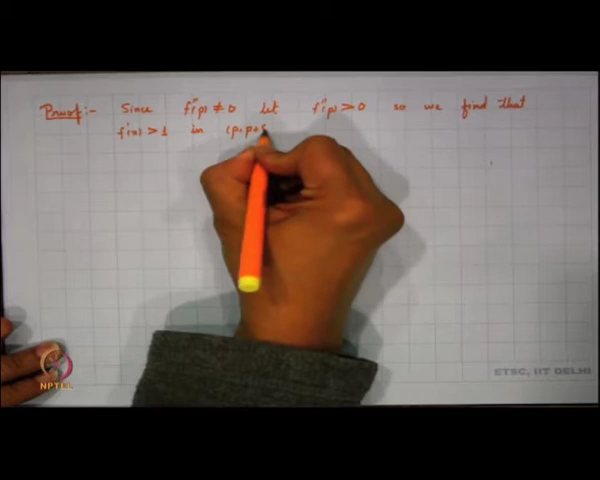 Proof:- Since f''(p) ≠ 0 let f''(p) > 0 so we find that
f'(x) > 1 in (p, p+δ
NPTEL
ETSC, IIT DELHI